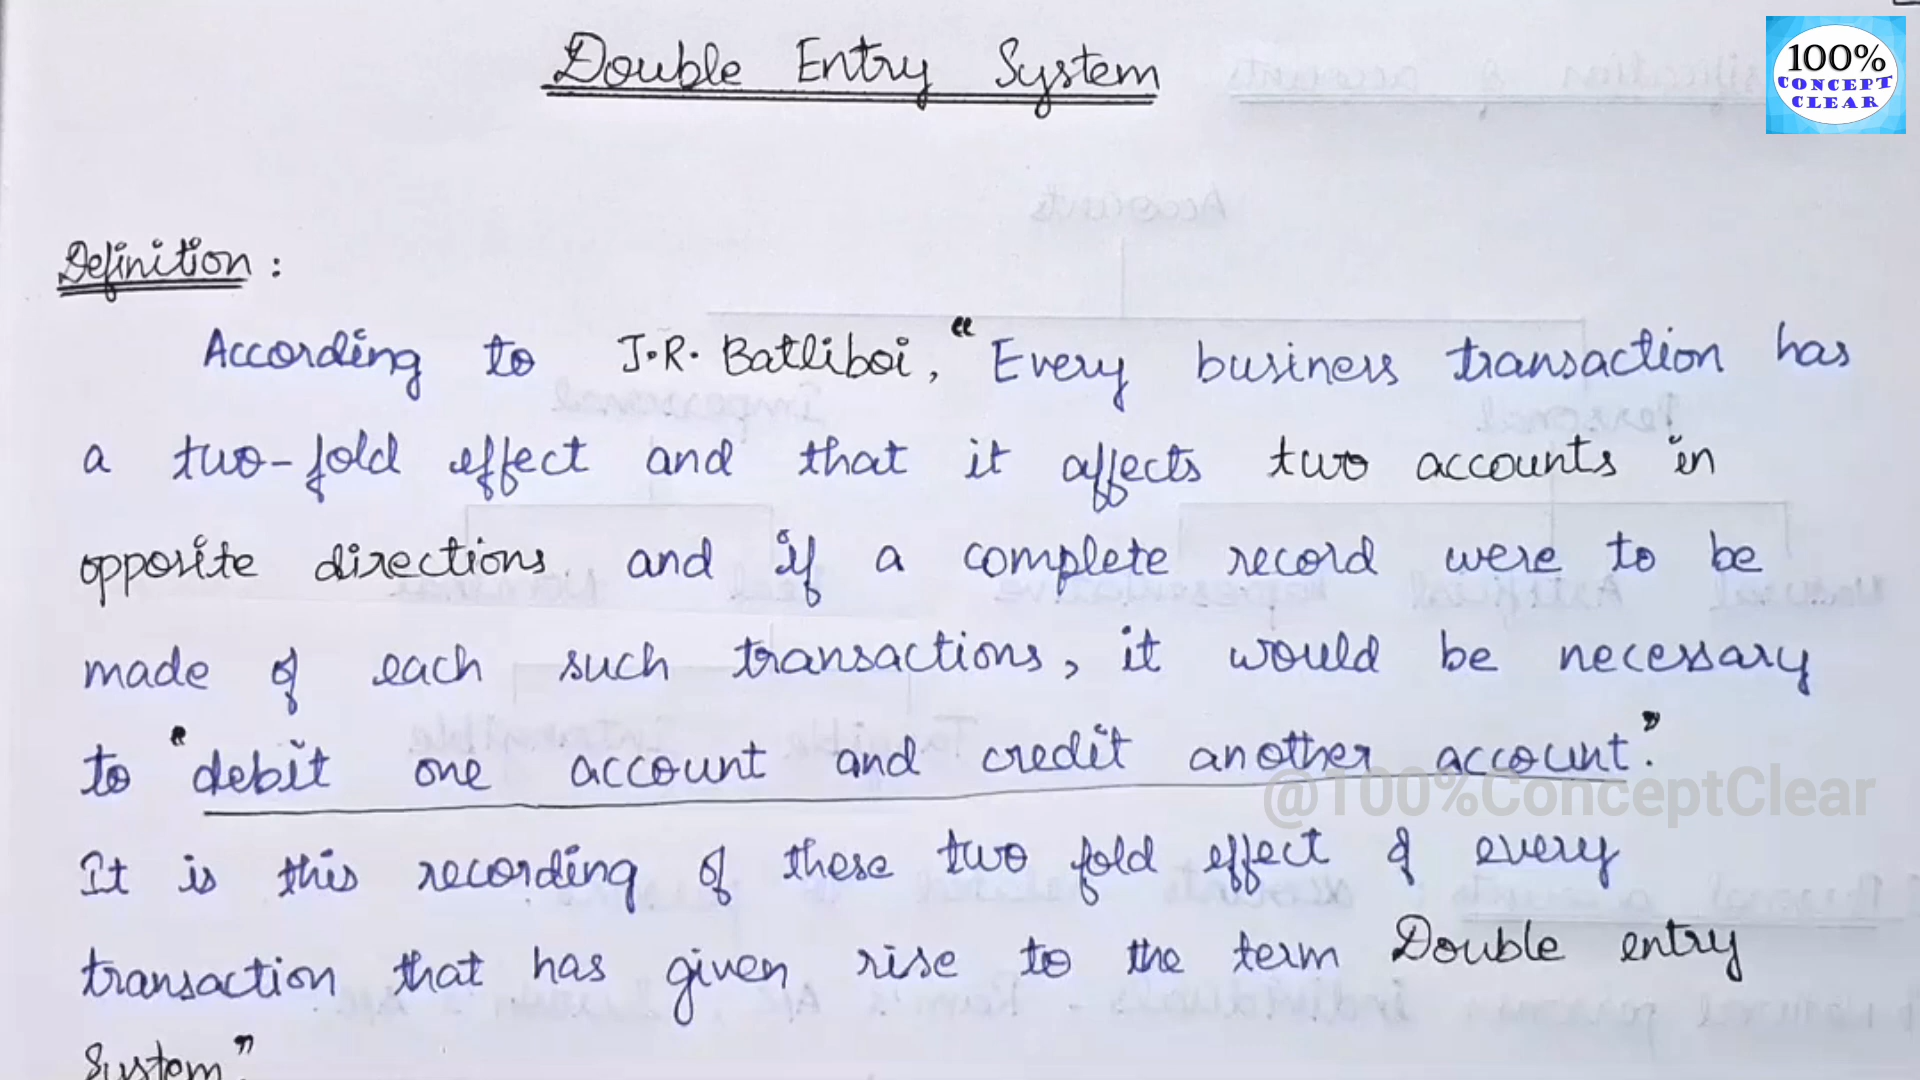 Double Entry System
100%
CONCEPT
CLEAR
Definition :
According to J.R. Batliboi, "Every business transaction has
a two-fold effect and that it affects two accounts in
opposite directions and if a complete record were to be
made of each such transactions, it would be necessary
to "debit one account and credit another account."
@100%ConceptClear
It is this recording of these two fold effect of every
transaction that has given rise to the term Double entry
System"